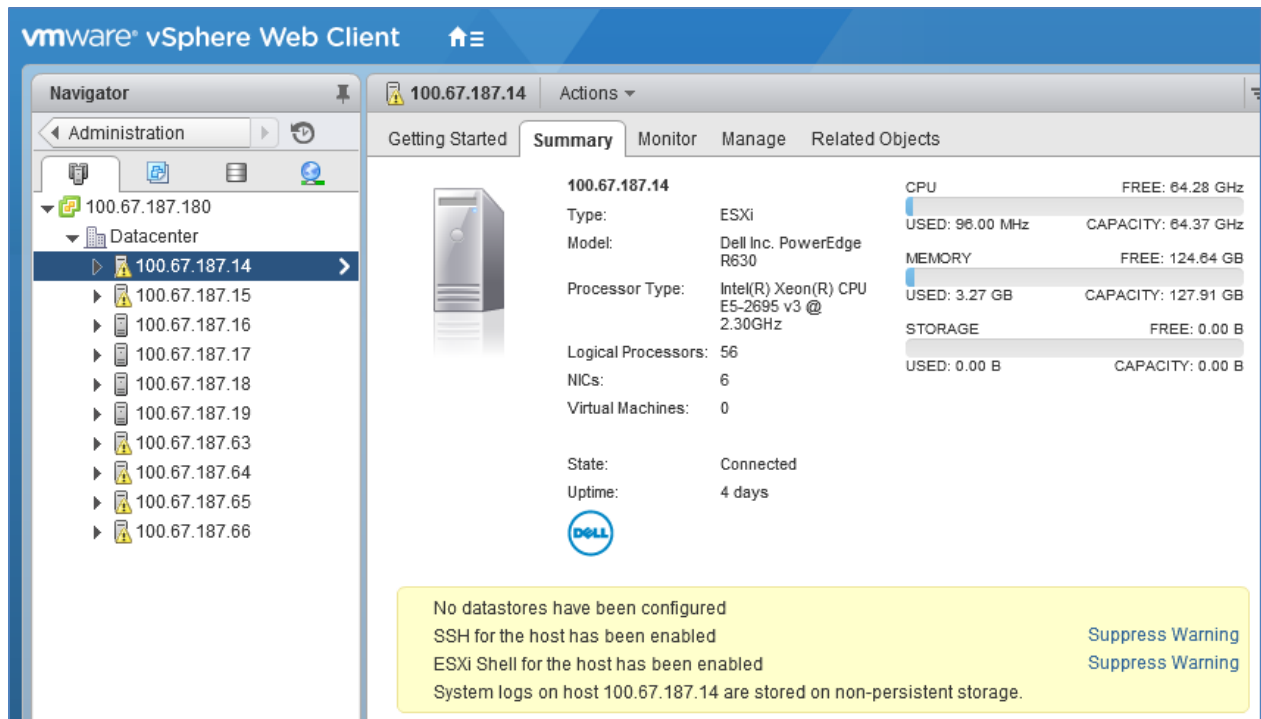 vmware® vSphere Web Client
Navigator
Administration
100.67.187.180
Datacenter
100.67.187.14
100.67.187.15
100.67.187.16
100.67.187.17
100.67.187.18
100.67.187.19
100.67.187.63
100.67.187.64
100.67.187.65
100.67.187.66
100.67.187.14 Actions
Getting Started Summary Monitor Manage Related Objects
100.67.187.14
Type: ESXi
Model: Dell Inc. PowerEdge
R630
Processor Type: Intel(R) Xeon(R) CPU
E5-2695 v3 @
2.30GHz
Logical Processors: 56
NICs: 6
Virtual Machines: 0
State: Connected
Uptime: 4 days
DELL
CPU FREE: 64.28 GHz
USED: 96.00 MHz CAPACITY: 64.37 GHz
MEMORY FREE: 124.64 GB
USED: 3.27 GB CAPACITY: 127.91 GB
STORAGE FREE: 0.00 B
USED: 0.00 B CAPACITY: 0.00 B
No datastores have been configured
SSH for the host has been enabled Suppress Warning
ESXi Shell for the host has been enabled Suppress Warning
System logs on host 100.67.187.14 are stored on non-persistent storage.